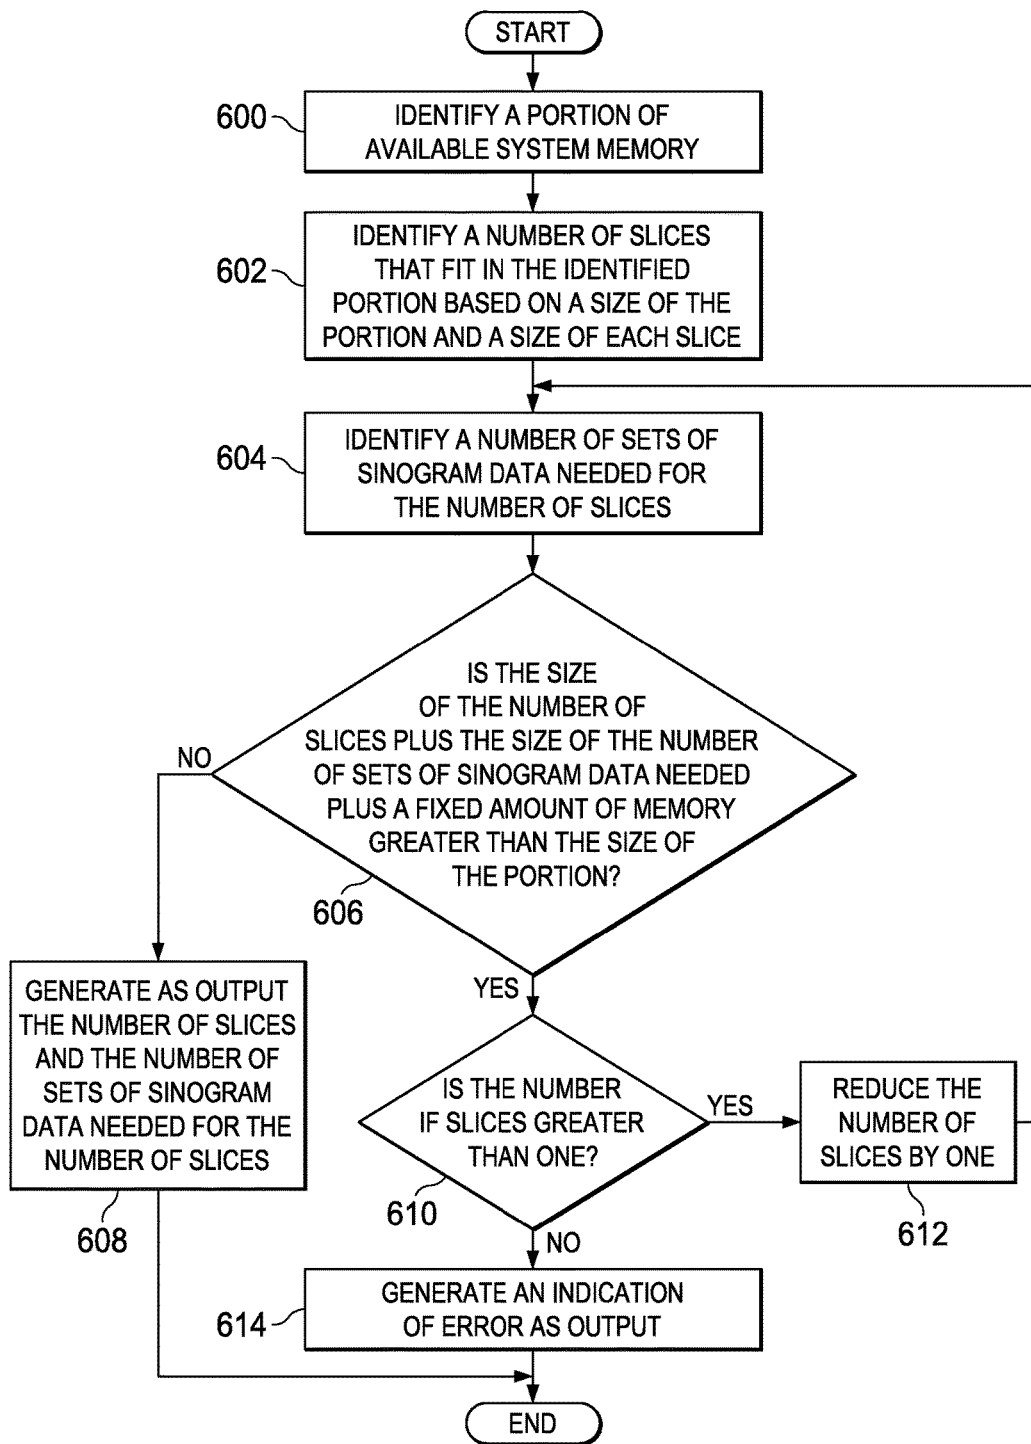 START
600
IDENTIFY A PORTION OF
AVAILABLE SYSTEM MEMORY
602
IDENTIFY A NUMBER OF SLICES
THAT FIT IN THE IDENTIFIED
PORTION BASED ON A SIZE OF THE
PORTION AND A SIZE OF EACH SLICE
604
IDENTIFY A NUMBER OF SETS OF
SINOGRAM DATA NEEDED FOR
THE NUMBER OF SLICES
IS THE SIZE
OF THE NUMBER OF
SLICES PLUS THE SIZE OF THE NUMBER
OF SETS OF SINOGRAM DATA NEEDED
PLUS A FIXED AMOUNT OF MEMORY
GREATER THAN THE SIZE OF
THE PORTION?
606
NO
YES
GENERATE AS OUTPUT
THE NUMBER OF SLICES
AND THE NUMBER OF
SETS OF SINOGRAM
DATA NEEDED FOR THE
NUMBER OF SLICES
608
IS THE NUMBER
IF SLICES GREATER
THAN ONE?
610
YES
REDUCE THE
NUMBER OF
SLICES BY ONE
612
NO
614
GENERATE AN INDICATION
OF ERROR AS OUTPUT
END